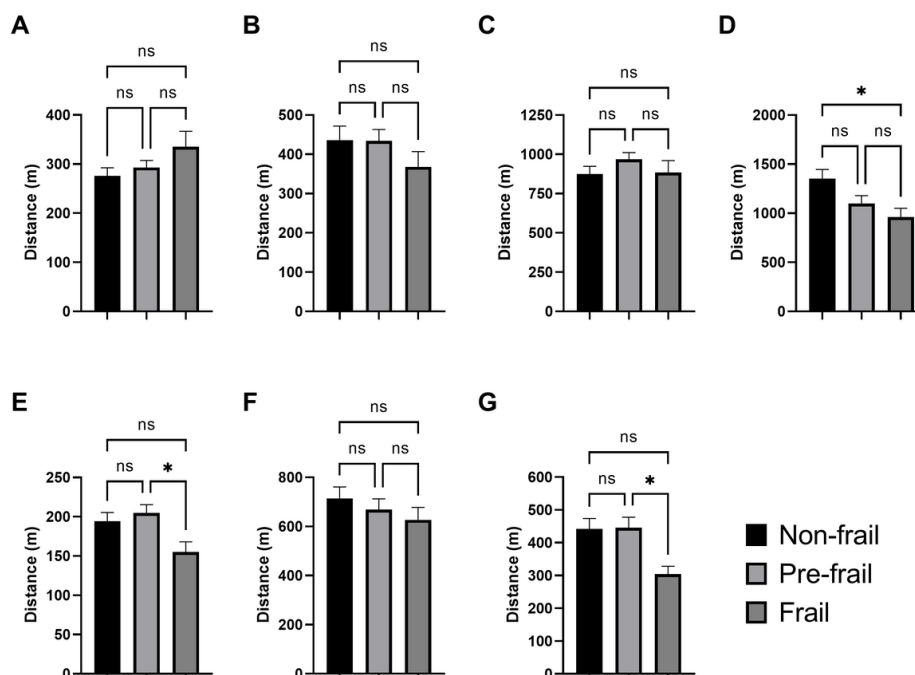 A
ns
ns
ns
400
300
200
100
0
Distance (m)
B
ns
ns
ns
500
400
300
200
100
0
Distance (m)
C
ns
ns
ns
1250
1000
750
500
250
0
Distance (m)
D
*
ns
ns
2000
1500
1000
500
0
Distance (m)
E
ns
ns
*
250
200
150
100
50
0
Distance (m)
F
ns
ns
ns
800
600
400
200
0
Distance (m)
G
ns
ns
*
600
500
400
300
200
100
0
Distance (m)
Non-frail
Pre-frail
Frail